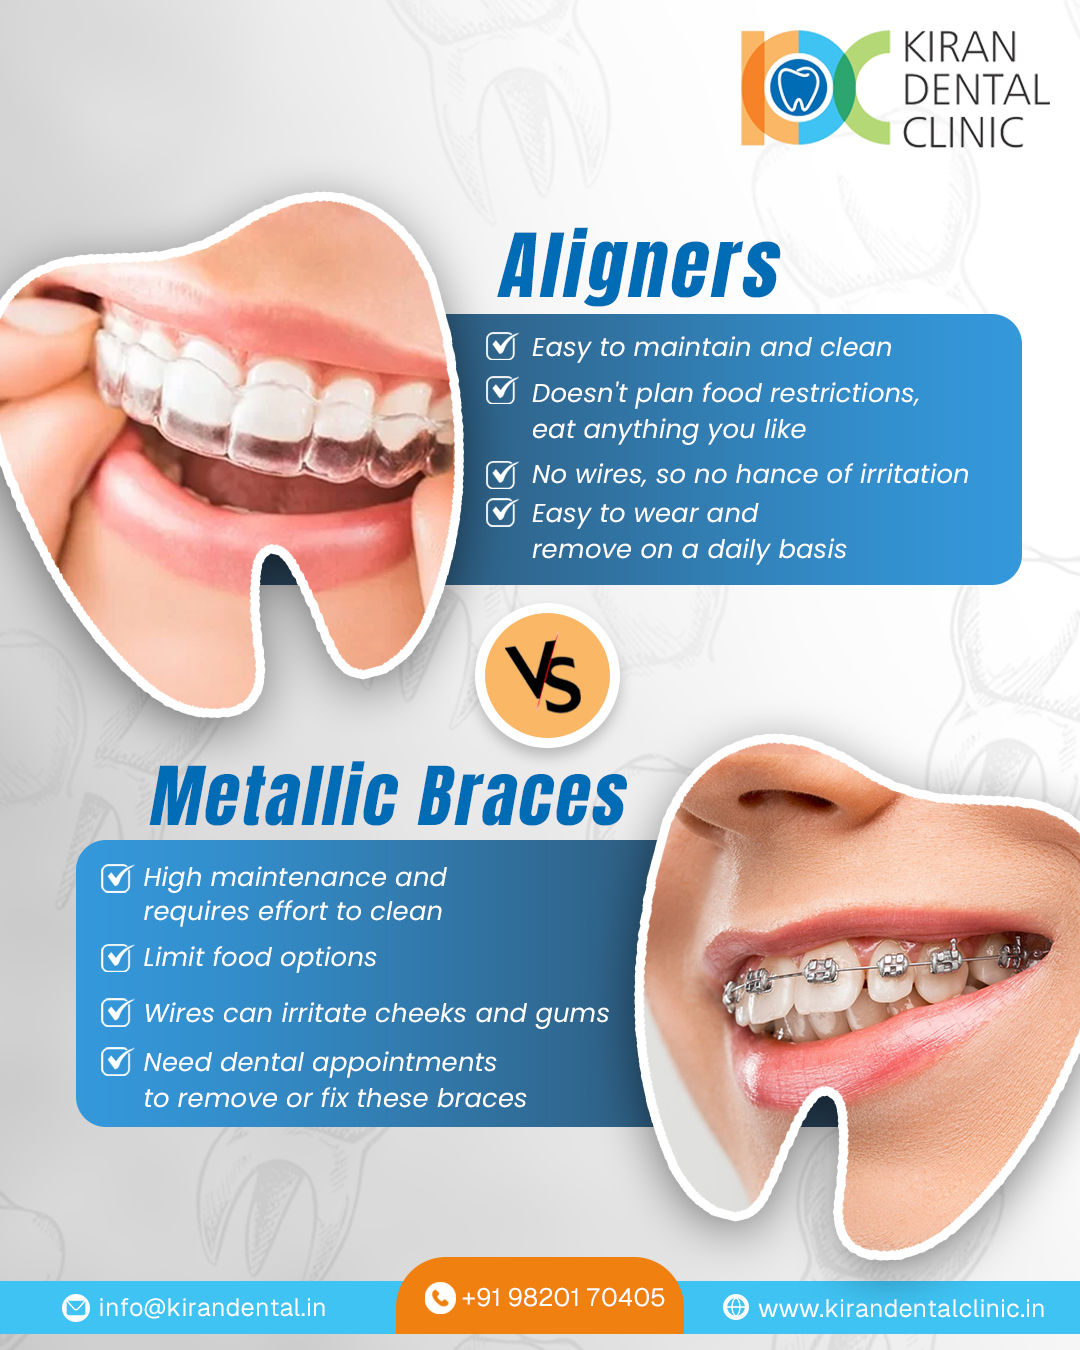 KIRAN
DENTAL
CLINIC
Aligners
Easy to maintain and clean
Doesn't plan food restrictions,
eat anything you like
No wires, so no hance of irritation
Easy to wear and
remove on a daily basis
VS
Metallic Braces
High maintenance and
requires effort to clean
Limit food options
Wires can irritate cheeks and gums
Need dental appointments
to remove or fix these braces
info@kirandental.in
+91 98201 70405
www.kirandentalclinic.in